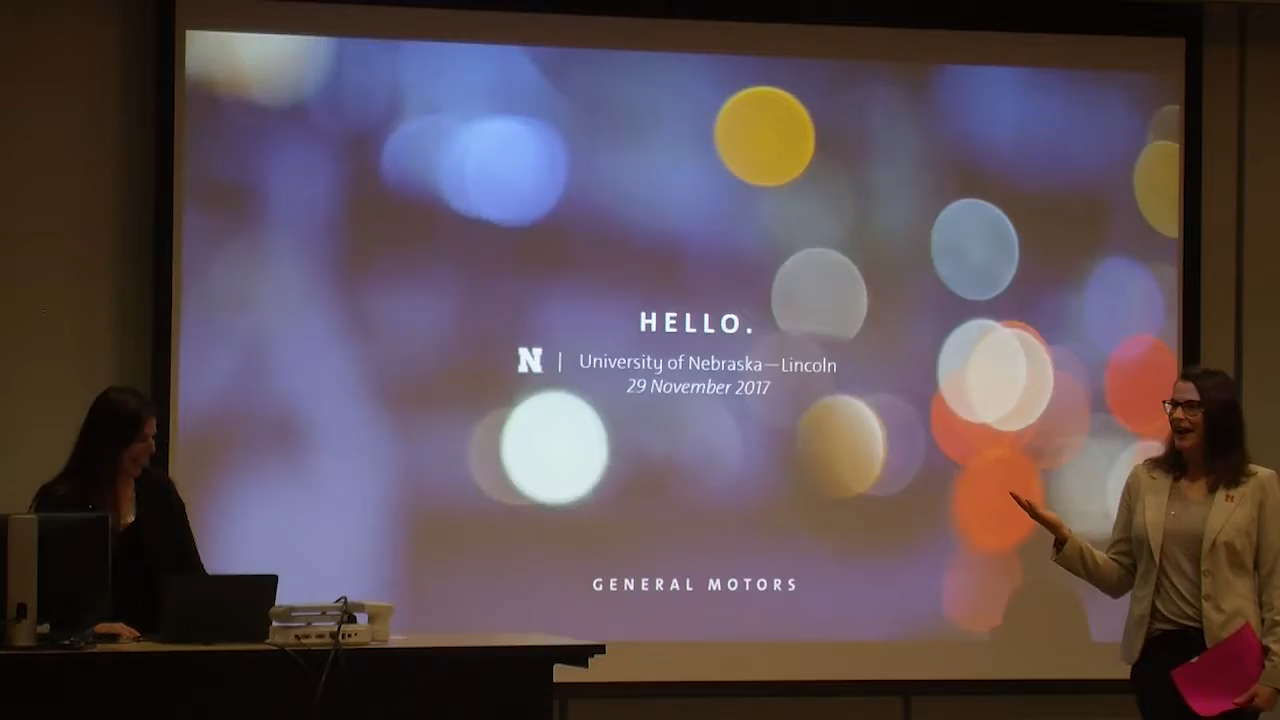 HELLO.
N | University of Nebraska—Lincoln
29 November 2017
GENERAL MOTORS
N